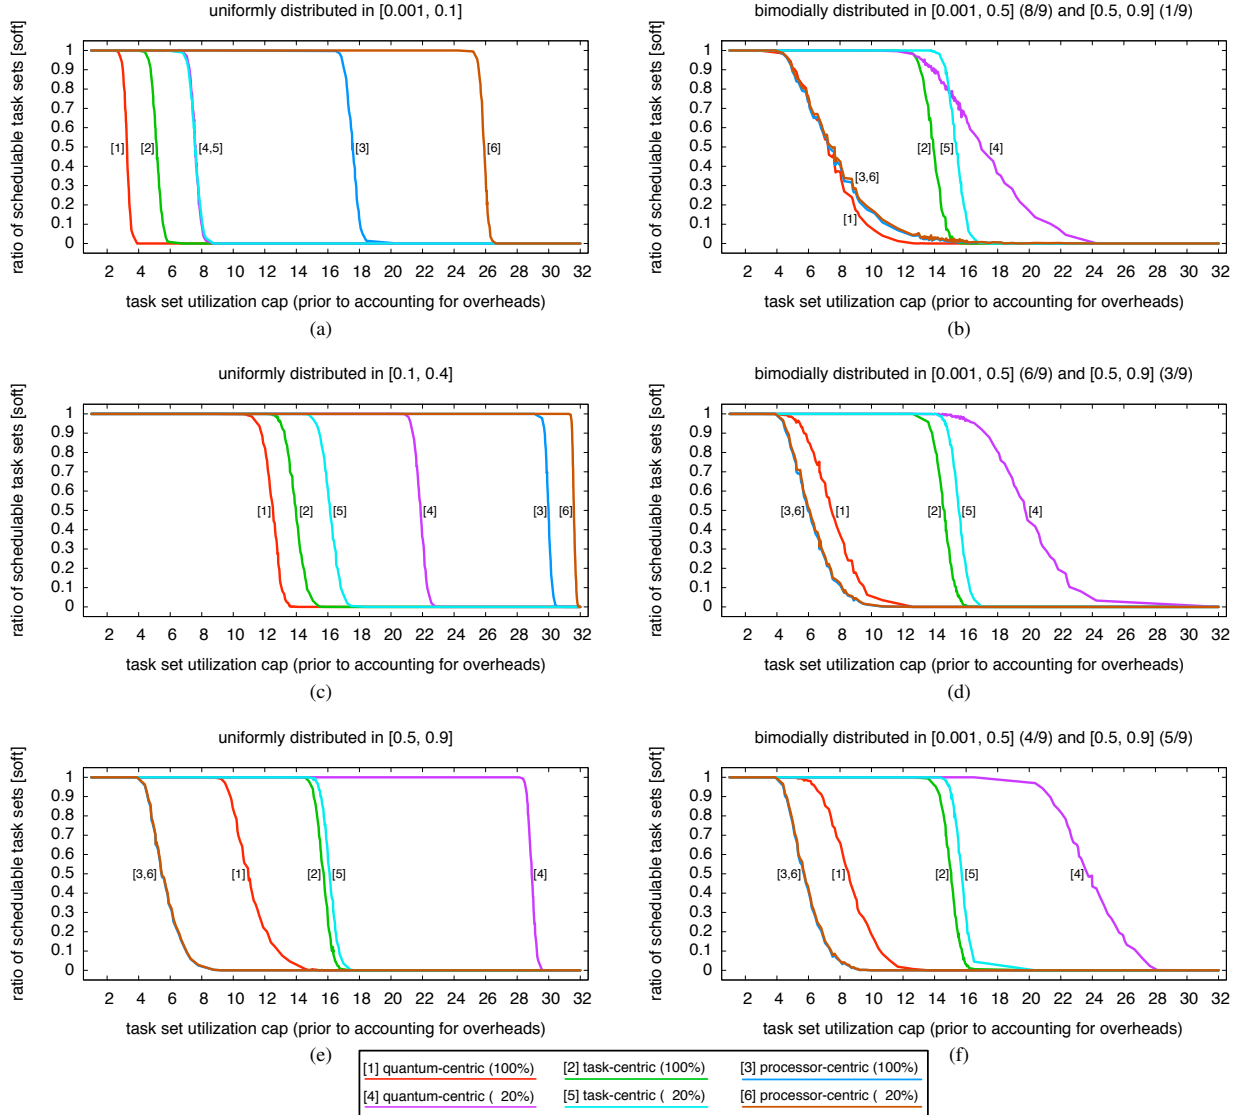 uniformly distributed in [0.001, 0.1]
ratio of schedulable task sets [soft]
1
0.9
0.8
0.7
0.6
0.5
0.4
0.3
0.2
0.1
0
[1] [2] [4,5] [3] [6]
2 4 6 8 10 12 14 16 18 20 22 24 26 28 30 32
task set utilization cap (prior to accounting for overheads)
(a)
bimodially distributed in [0.001, 0.5] (8/9) and [0.5, 0.9] (1/9)
ratio of schedulable task sets [soft]
1
0.9
0.8
0.7
0.6
0.5
0.4
0.3
0.2
0.1
0
[2] [5] [4]
[3,6]
[1]
2 4 6 8 10 12 14 16 18 20 22 24 26 28 30 32
task set utilization cap (prior to accounting for overheads)
(b)
uniformly distributed in [0.1, 0.4]
ratio of schedulable task sets [soft]
1
0.9
0.8
0.7
0.6
0.5
0.4
0.3
0.2
0.1
0
[1] [2] [5] [4] [3] [6]
2 4 6 8 10 12 14 16 18 20 22 24 26 28 30 32
task set utilization cap (prior to accounting for overheads)
(c)
bimodially distributed in [0.001, 0.5] (6/9) and [0.5, 0.9] (3/9)
ratio of schedulable task sets [soft]
1
0.9
0.8
0.7
0.6
0.5
0.4
0.3
0.2
0.1
0
[3,6] [1] [2] [5] [4]
2 4 6 8 10 12 14 16 18 20 22 24 26 28 30 32
task set utilization cap (prior to accounting for overheads)
(d)
uniformly distributed in [0.5, 0.9]
ratio of schedulable task sets [soft]
1
0.9
0.8
0.7
0.6
0.5
0.4
0.3
0.2
0.1
0
[3,6] [1] [2] [5] [4]
2 4 6 8 10 12 14 16 18 20 22 24 26 28 30 32
task set utilization cap (prior to accounting for overheads)
(e)
bimodially distributed in [0.001, 0.5] (4/9) and [0.5, 0.9] (5/9)
ratio of schedulable task sets [soft]
1
0.9
0.8
0.7
0.6
0.5
0.4
0.3
0.2
0.1
0
[3,6] [1] [2] [5] [4]
2 4 6 8 10 12 14 16 18 20 22 24 26 28 30 32
task set utilization cap (prior to accounting for overheads)
(f)
[1] quantum-centric (100%) [2] task-centric (100%) [3] processor-centric (100%)
[4] quantum-centric ( 20%) [5] task-centric ( 20%) [6] processor-centric ( 20%)